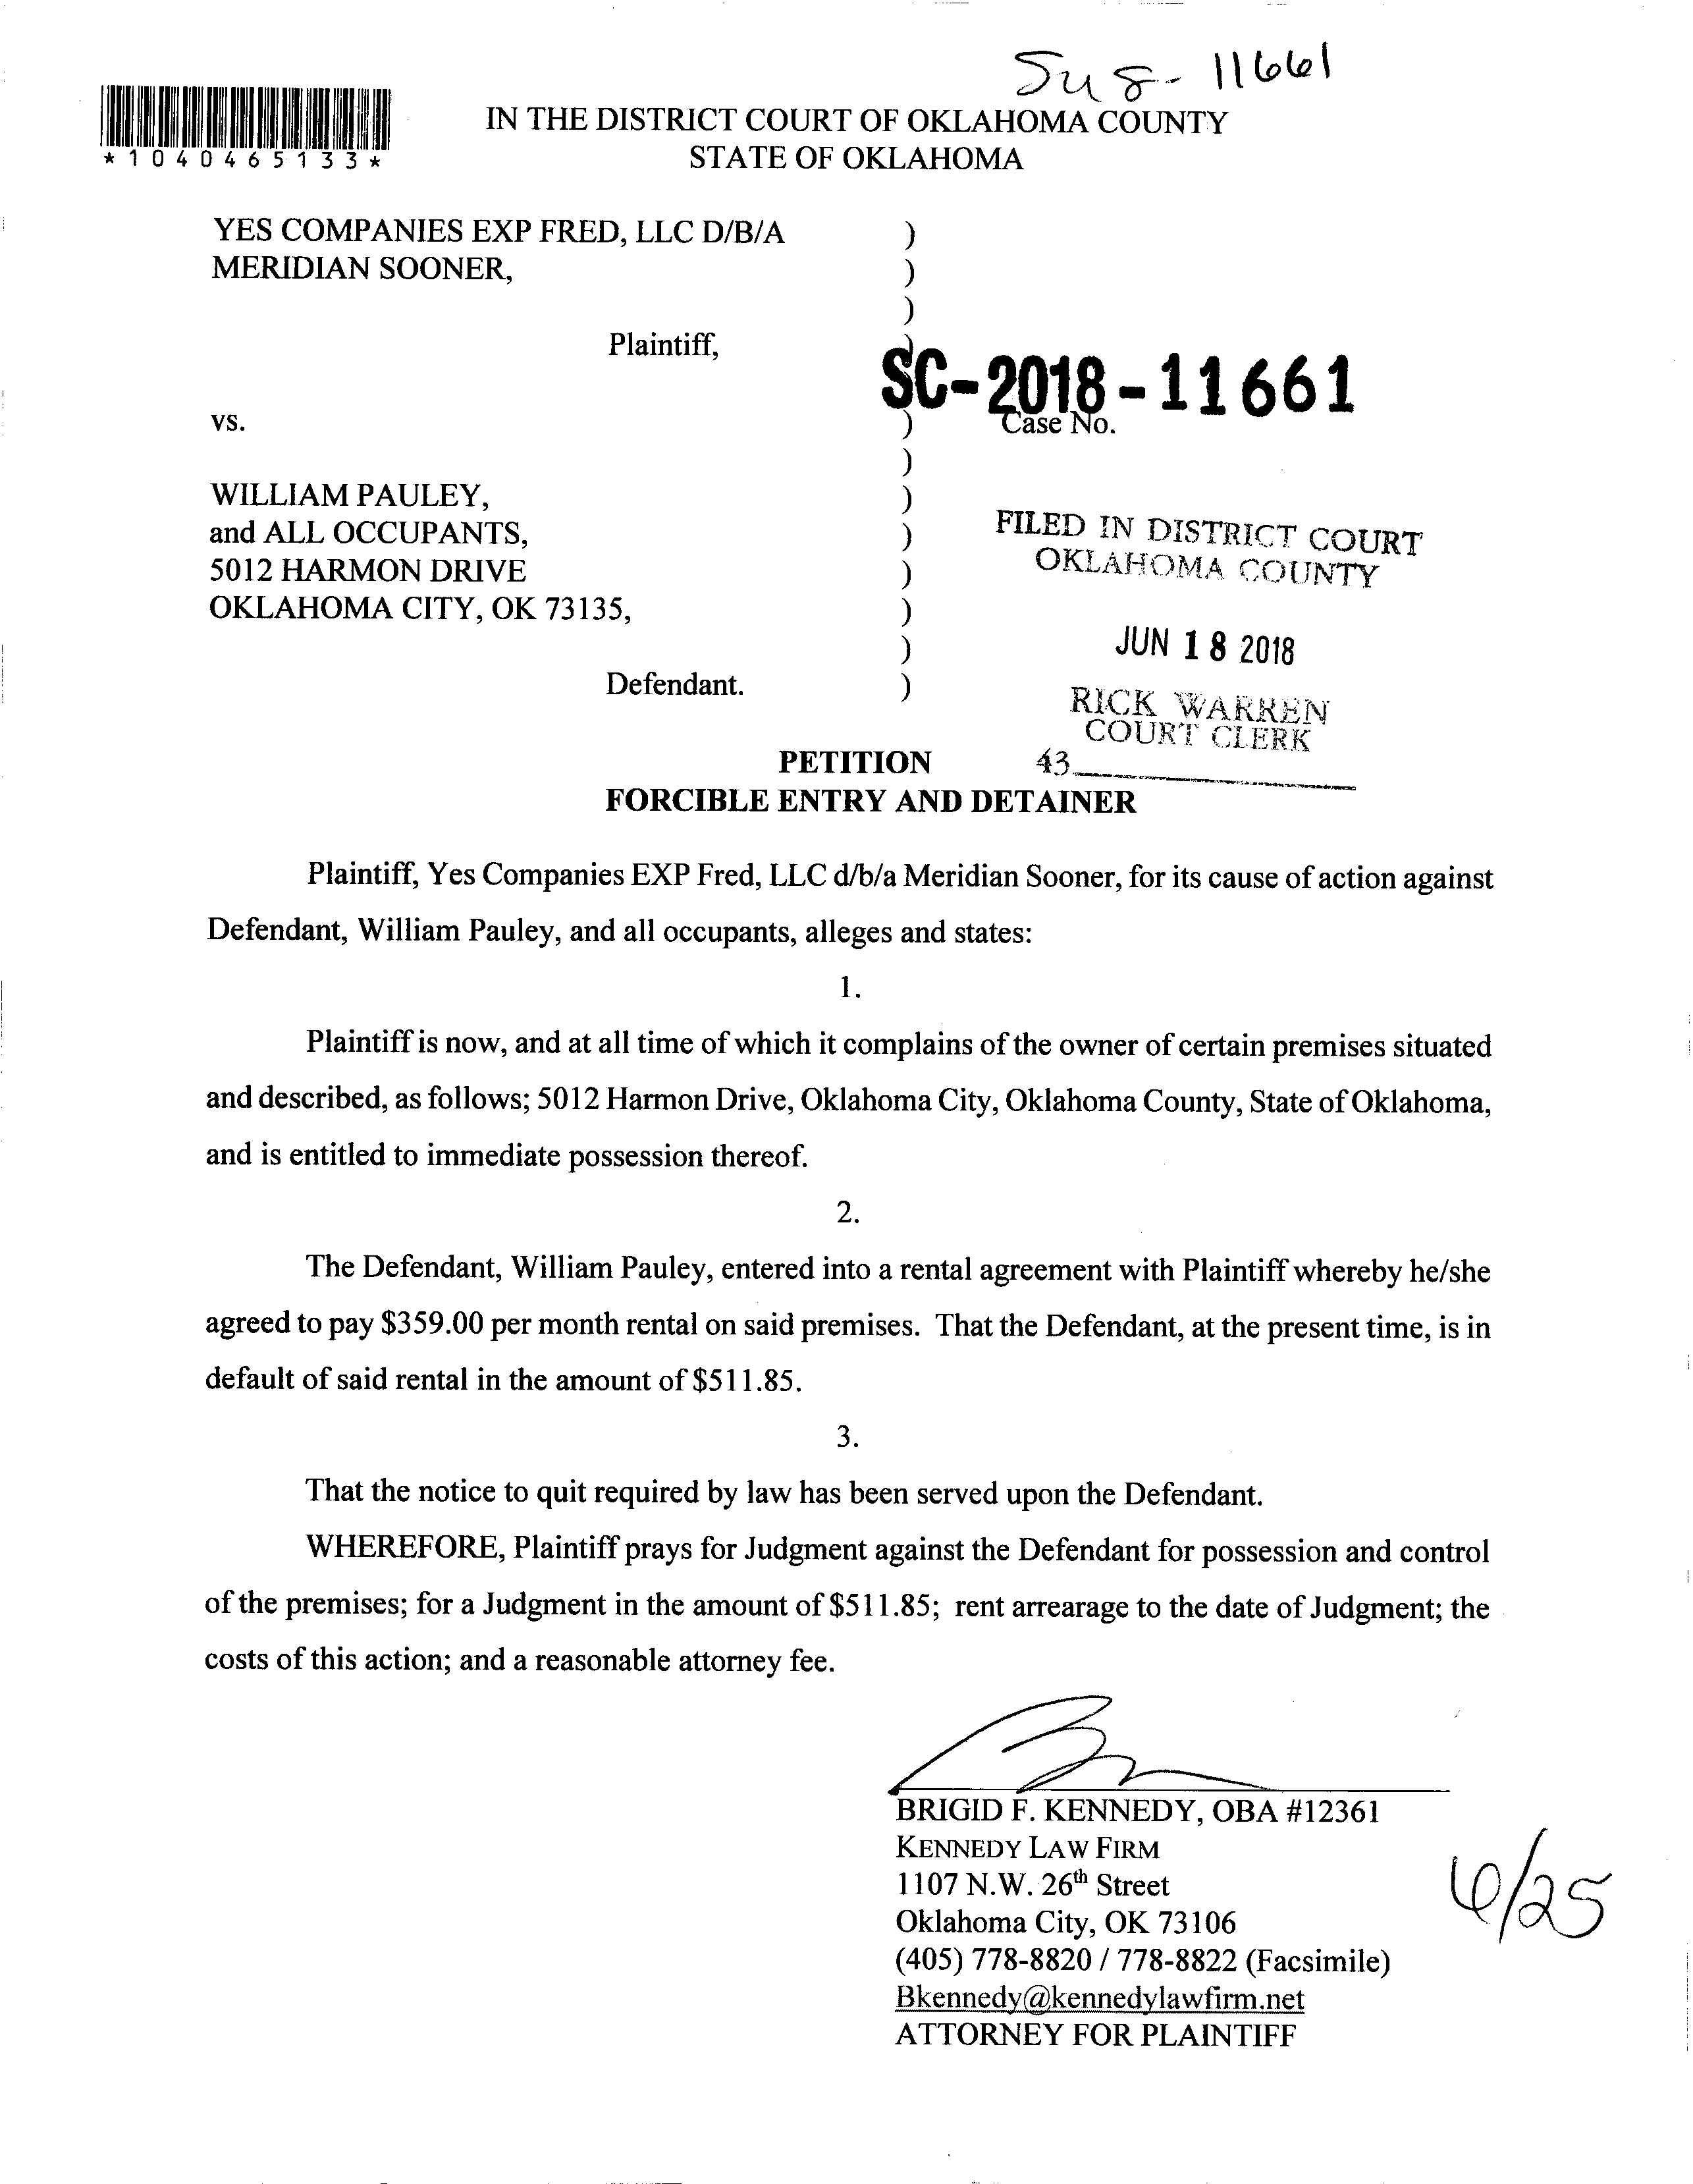 11661
IN THE DISTRICT COURT OF OKLAHOMA COUNTY
*1040465133*
STATE OF OKLAHOMA
YES COMPANIES EXP FRED, LLC D/B/A )
MERIDIAN SOONER, )
)
Plaintiff, )
SC-2018-11661
vs. ) Case No.
)
WILLIAM PAULEY, )
and ALL OCCUPANTS, )
5012 HARMON DRIVE )
OKLAHOMA CITY, OK 73135, )
)
Defendant. )
FILED IN DISTRICT COURT
OKLAHOMA COUNTY
JUN 18 2018
RICK WARREN
COURT CLERK
43
PETITION
FORCIBLE ENTRY AND DETAINER
Plaintiff, Yes Companies EXP Fred, LLC d/b/a Meridian Sooner, for its cause of action against
Defendant, William Pauley, and all occupants, alleges and states:
1.
Plaintiff is now, and at all time of which it complains of the owner of certain premises situated
and described, as follows; 5012 Harmon Drive, Oklahoma City, Oklahoma County, State of Oklahoma,
and is entitled to immediate possession thereof.
2.
The Defendant, William Pauley, entered into a rental agreement with Plaintiff whereby he/she
agreed to pay $359.00 per month rental on said premises. That the Defendant, at the present time, is in
default of said rental in the amount of $511.85.
3.
That the notice to quit required by law has been served upon the Defendant.
WHEREFORE, Plaintiff prays for Judgment against the Defendant for possession and control
of the premises; for a Judgment in the amount of $511.85; rent arrearage to the date of Judgment; the
costs of this action; and a reasonable attorney fee.
BRIGID F. KENNEDY, OBA #12361
KENNEDY LAW FIRM
1107 N.W. 26th Street
Oklahoma City, OK 73106
(405) 778-8820 / 778-8822 (Facsimile)
Bkennedy@kennedylawfirm.net
ATTORNEY FOR PLAINTIFF
6/25